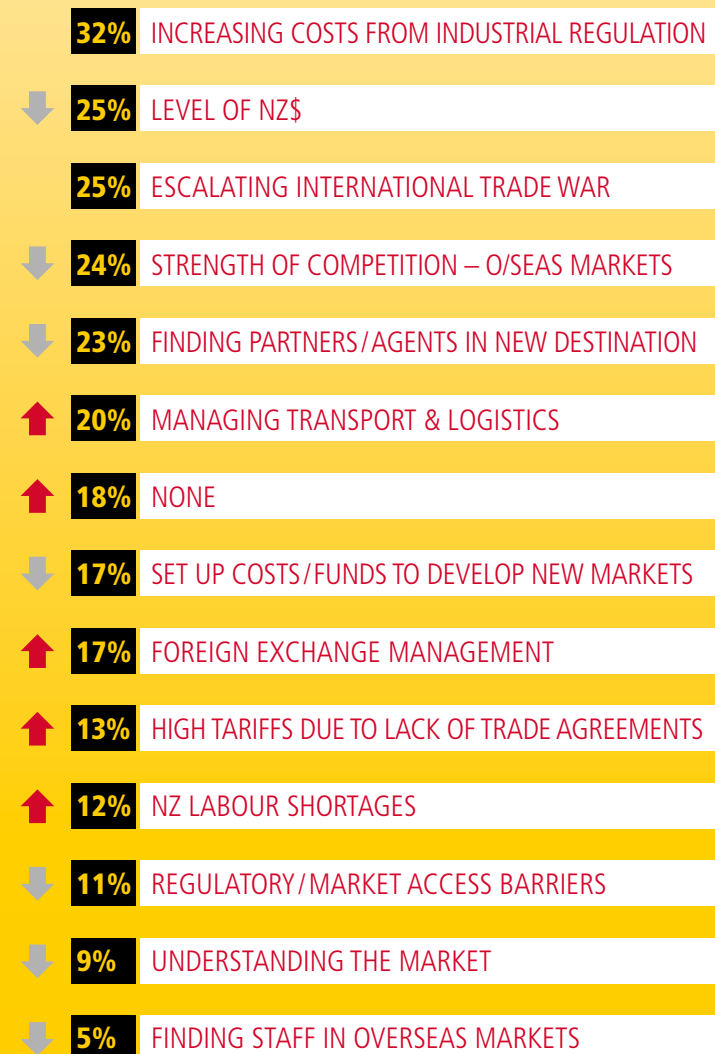 32% INCREASING COSTS FROM INDUSTRIAL REGULATION
25% LEVEL OF NZ$
25% ESCALATING INTERNATIONAL TRADE WAR
24% STRENGTH OF COMPETITION – O/SEAS MARKETS
23% FINDING PARTNERS/AGENTS IN NEW DESTINATION
20% MANAGING TRANSPORT & LOGISTICS
18% NONE
17% SET UP COSTS/FUNDS TO DEVELOP NEW MARKETS
17% FOREIGN EXCHANGE MANAGEMENT
13% HIGH TARIFFS DUE TO LACK OF TRADE AGREEMENTS
12% NZ LABOUR SHORTAGES
11% REGULATORY/MARKET ACCESS BARRIERS
9% UNDERSTANDING THE MARKET
5% FINDING STAFF IN OVERSEAS MARKETS